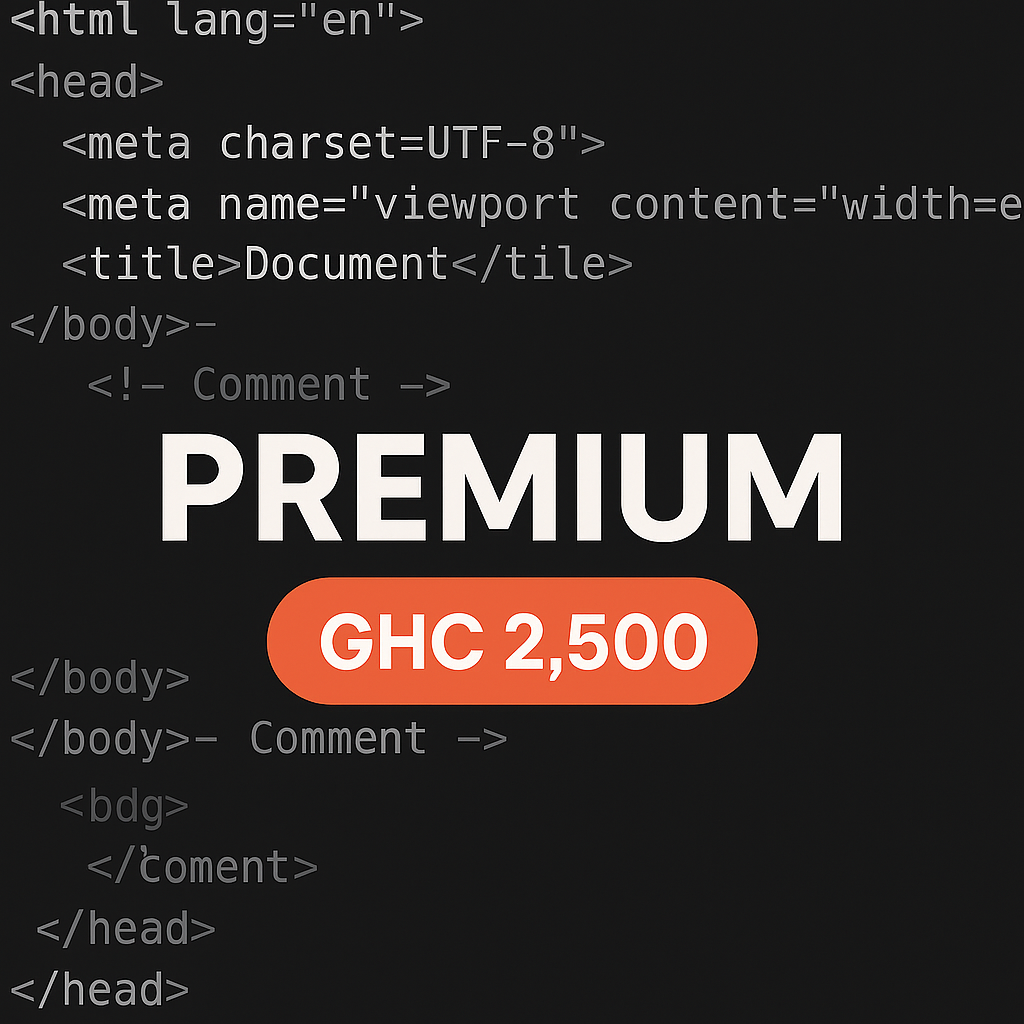 <html lang="en">
<head>
<meta charset=UTF-8">
<meta name="viewport content="width=e
<title>Document</tile>
</body>-
<!- Comment ->
PREMIUM
GHC 2,500
</body>
</body>- Comment ->
<bdg>
</coment>
</head>
</head>